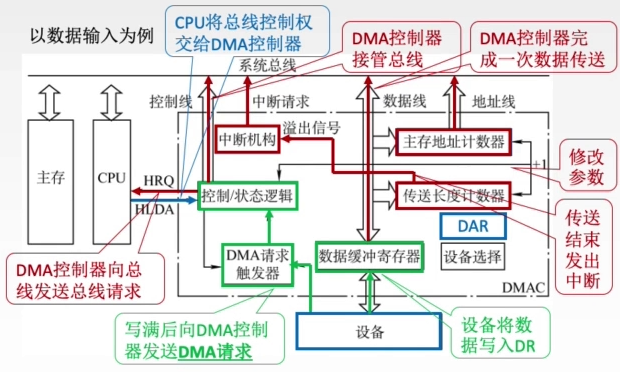 以数据输入为例
CPU将总线控制权
交给DMA控制器
DMA控制器
接管总线
DMA控制器完
成一次数据传送
系统总线
控制线
中断请求
数据线
地址线
中断机构
溢出信号
主存地址计数器
+1
修改
参数
主存
CPU
HRQ
HLDA
控制/状态逻辑
传送长度计数器
DAR
传送
结束
发出
中断
DMA请求
触发器
数据缓冲寄存器
设备选择
DMAC
DMA控制器向总
线发送总线请求
写满后向DMA控制
器发送DMA请求
设备
设备将数
据写入DR